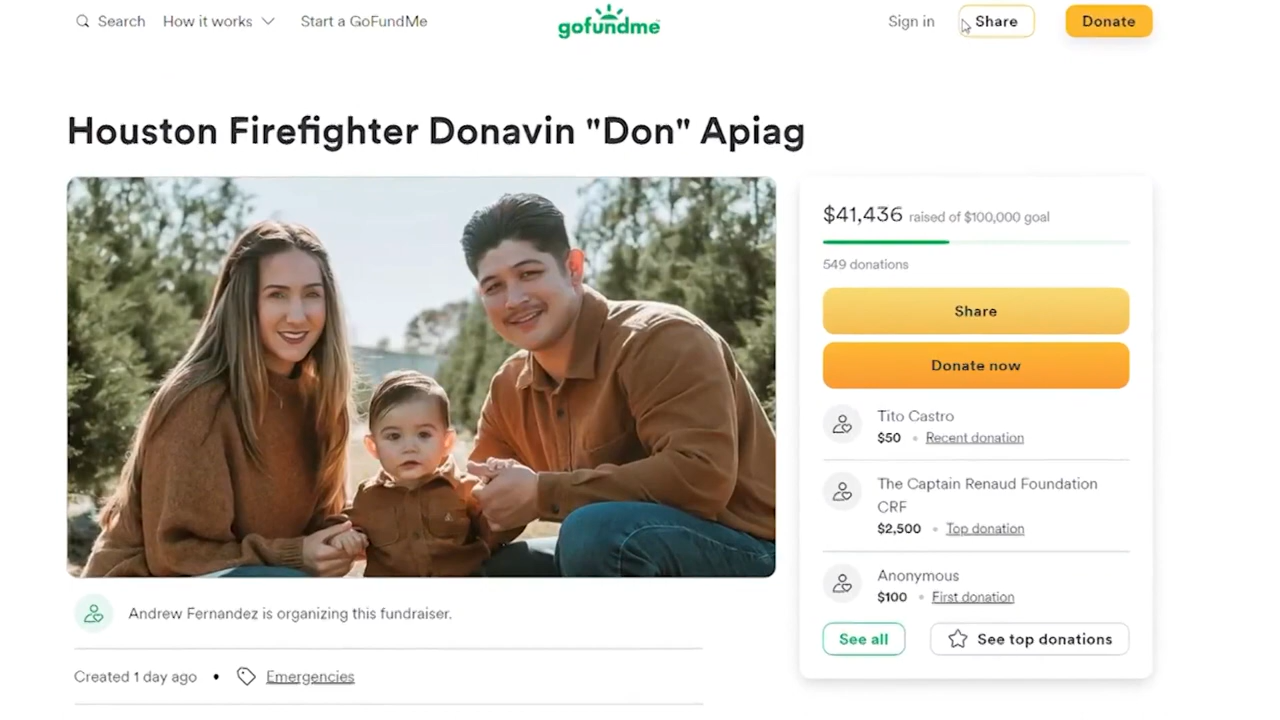 Search How it works Start a GoFundMe gofundme Sign in Share Donate
Houston Firefighter Donavin "Don" Apiag
$41,436 raised of $100,000 goal
549 donations
Share
Donate now
Tito Castro
$50 • Recent donation
The Captain Renaud Foundation
CRF
$2,500 • Top donation
Anonymous
$100 • First donation
See all See top donations
Andrew Fernandez is organizing this fundraiser.
Created 1 day ago • Emergencies